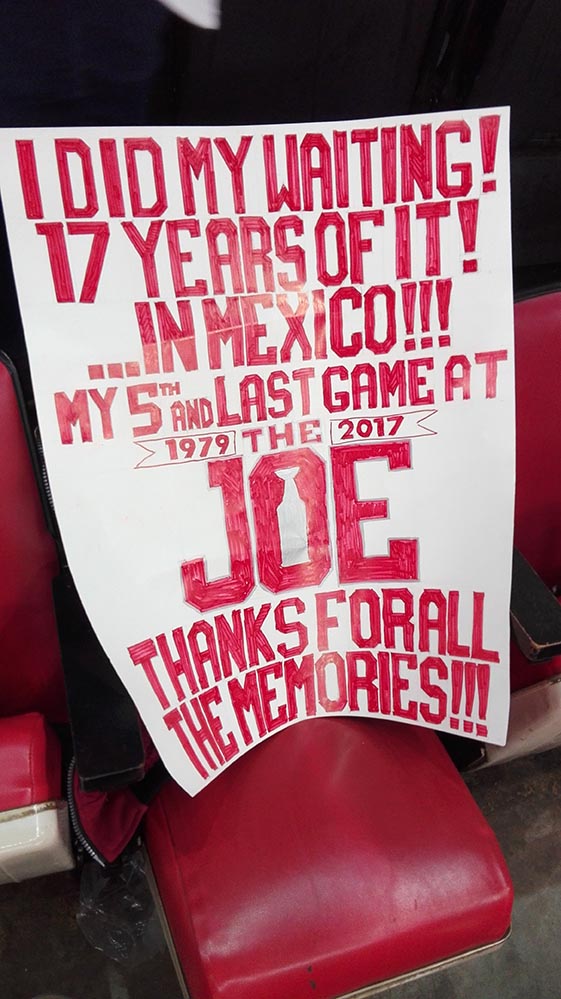 I DID MY WAITING!
17 YEARS OF IT!
...IN MEXICO!!!
MY 5TH AND LAST GAME AT
1979 THE 2017
JOE
THANKS FOR ALL
THE MEMORIES!!!